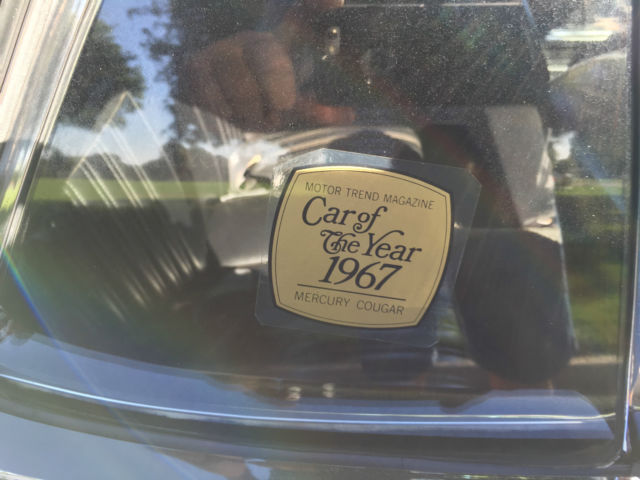 MOTOR TREND MAGAZINE
Car of
The Year
1967
MERCURY COUGAR